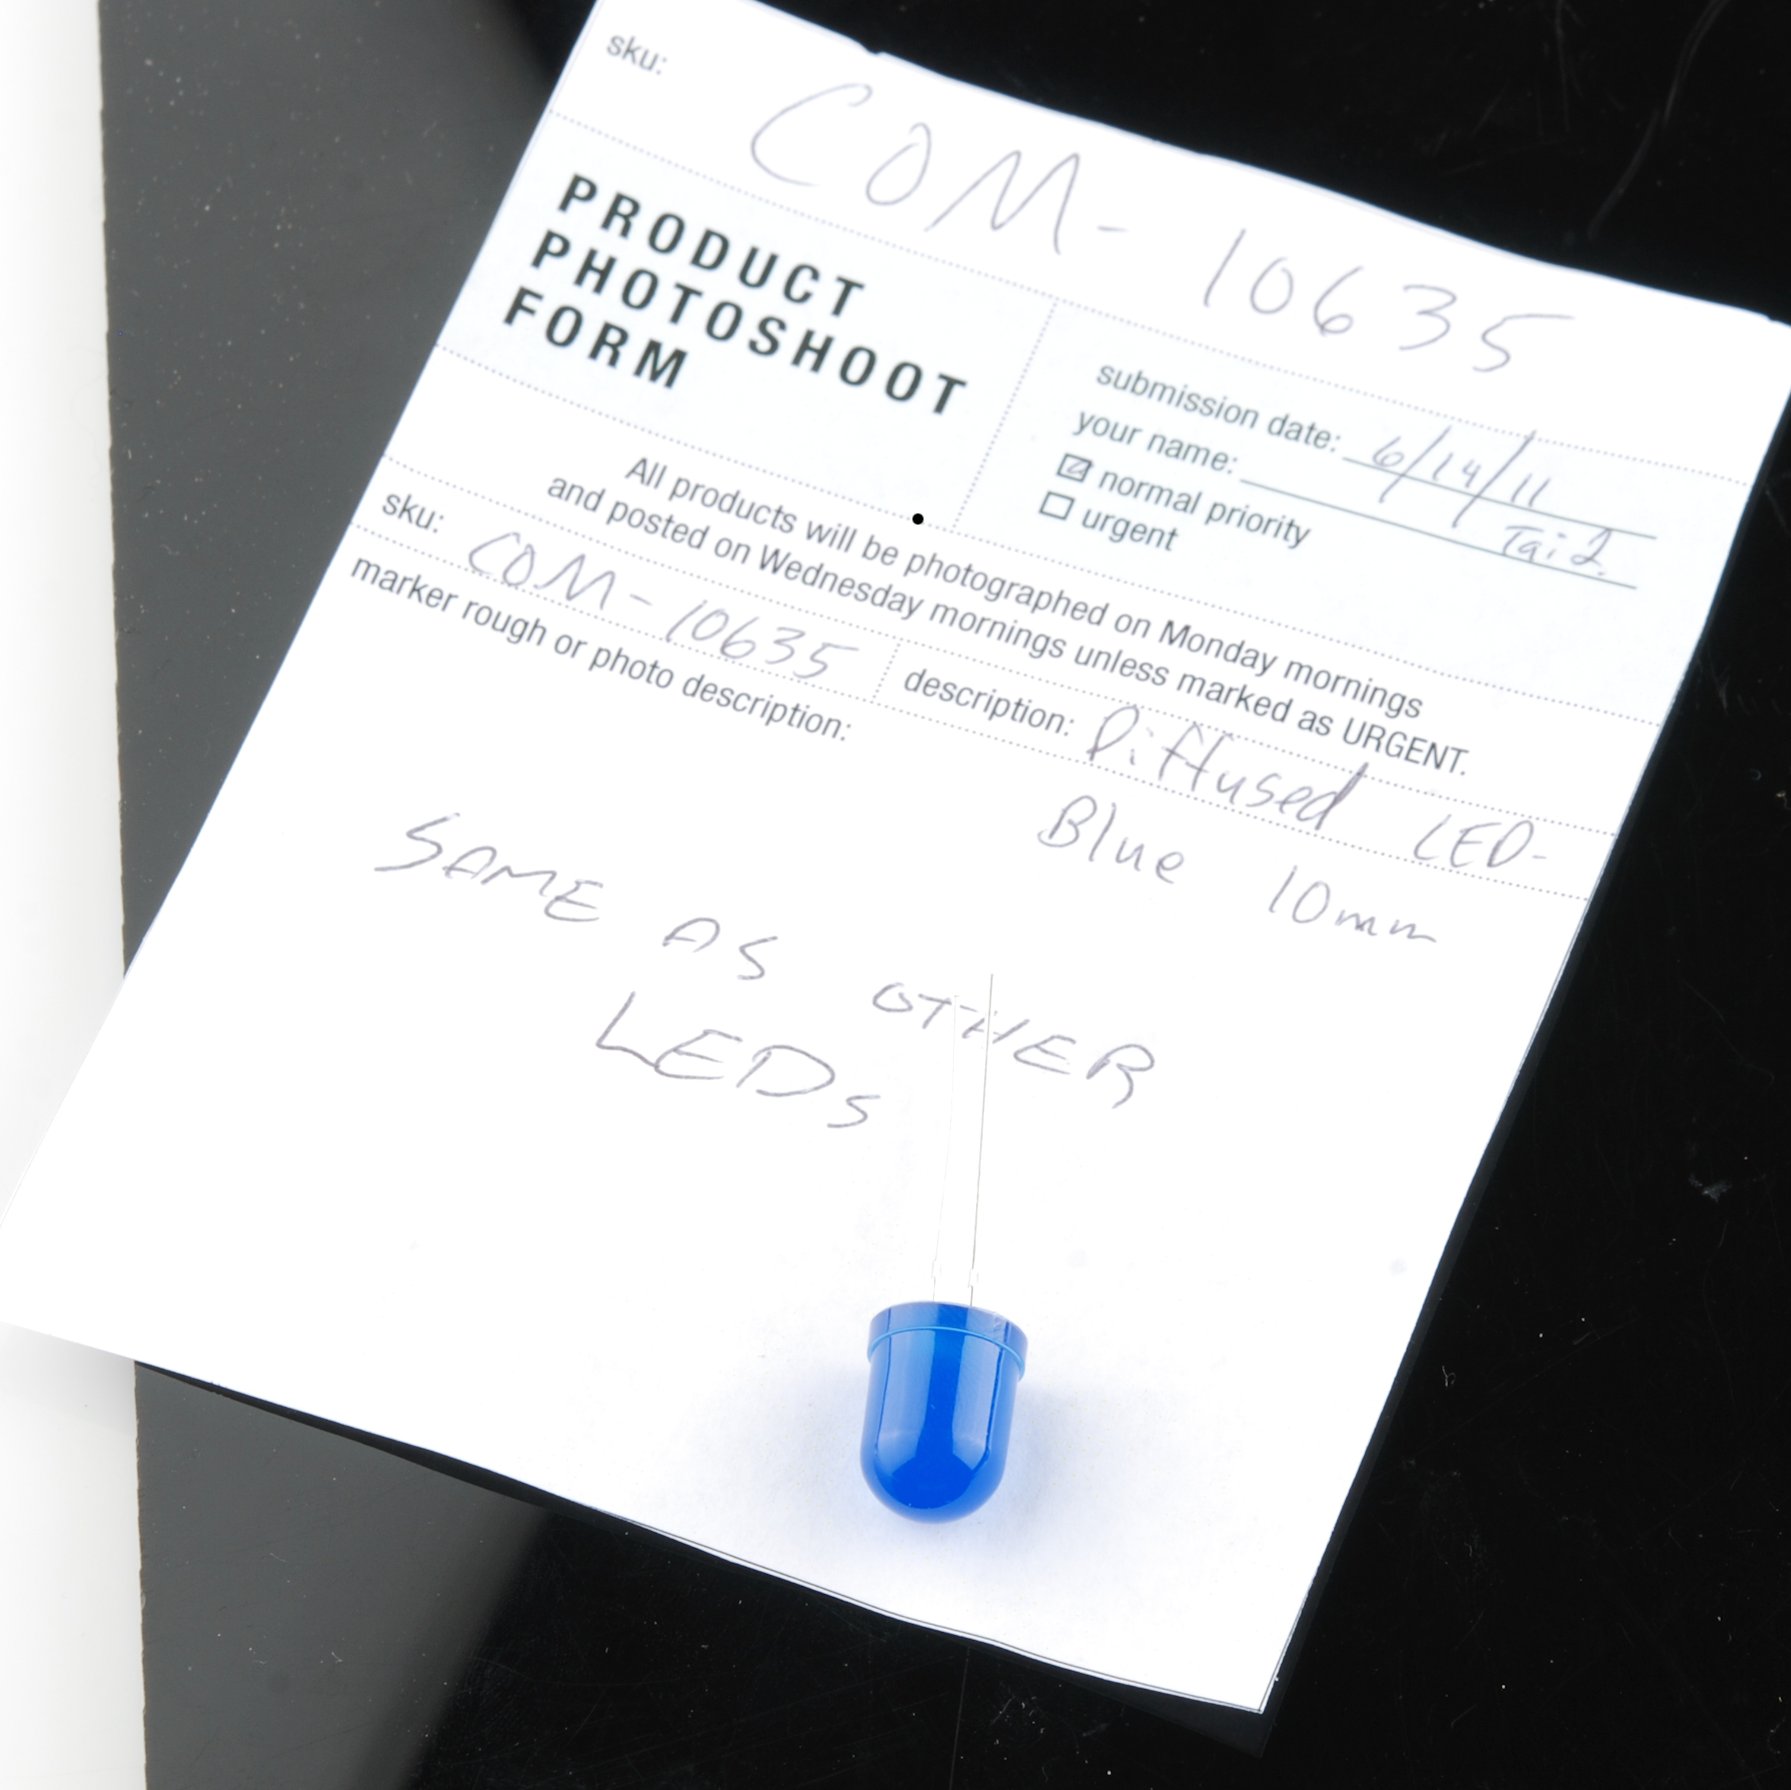 sku: COM-10635
PRODUCT
PHOTOSHOOT
FORM
submission date: 6/14/11
your name:
normal priority
urgent
All products will be photographed on Monday mornings
and posted on Wednesday mornings unless marked as URGENT.
sku: COM-10635
description: Diffused LED-
Blue 10mm
marker rough or photo description:
SAME AS OTHER
LEDs